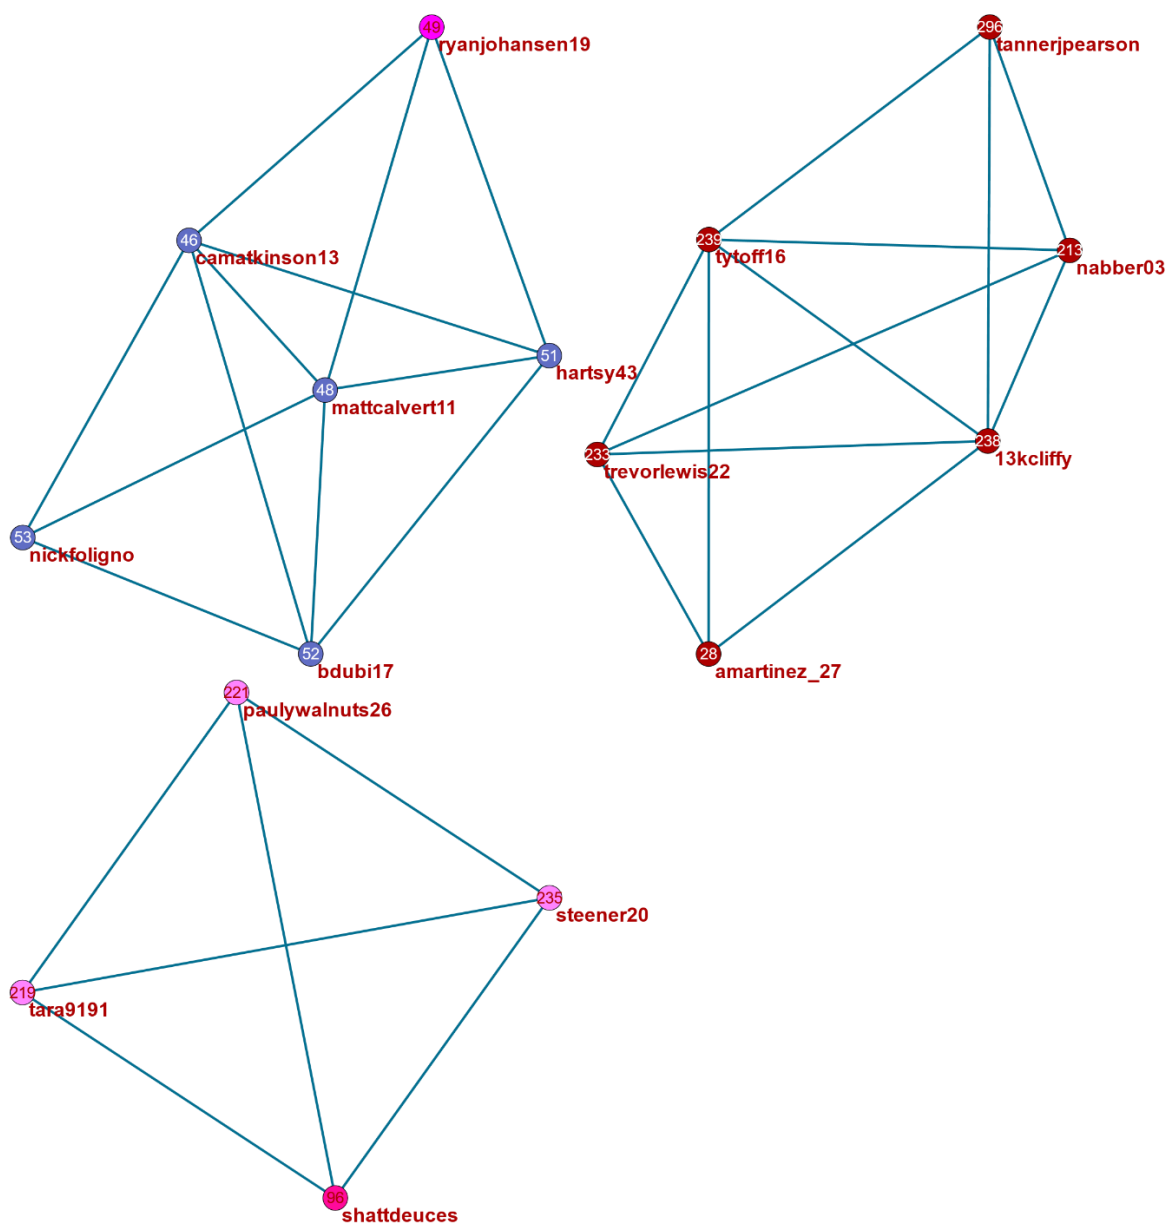 49
ryanjohansen19
296
tannerjpearson
46
camatkinson13
239
tytoff16
213
nabber03
51
hartsy43
48
mattcalvert11
238
13kcliffy
233
trevorlewis22
53
nickfoligno
52
bdubi17
28
amartinez_27
221
paulywalnuts26
235
steener20
219
tara9191
96
shattdeuces